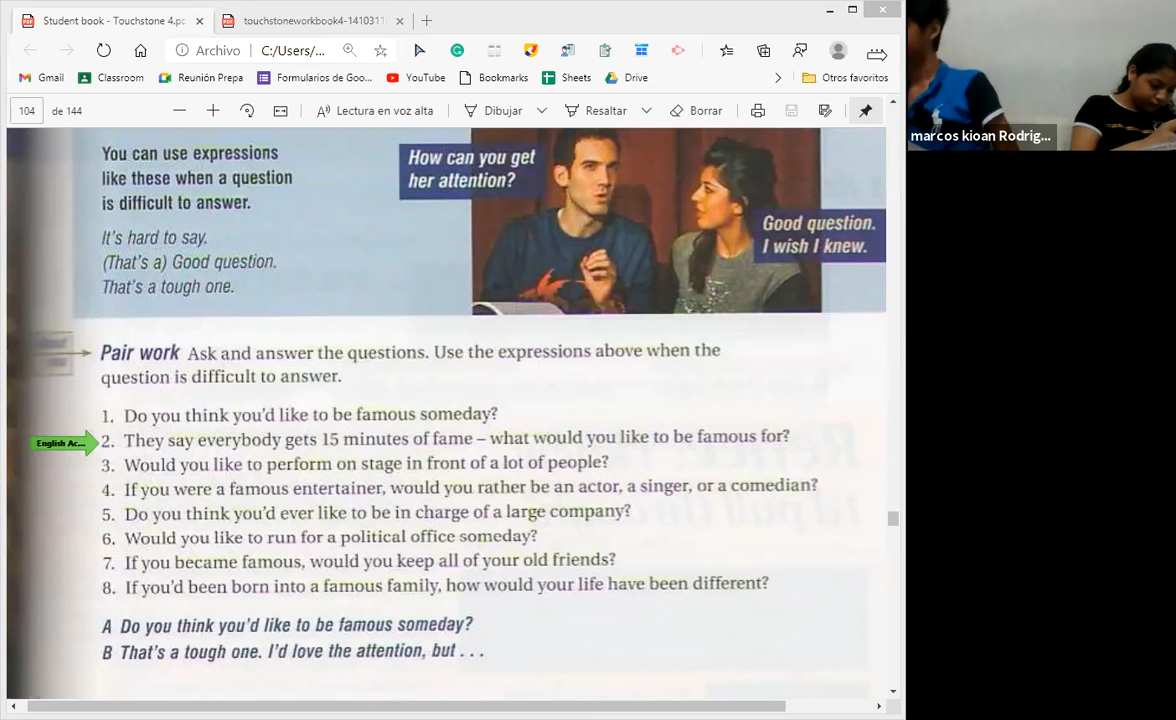 Student book - Touchstone 4.pc
touchstoneworkbook4-1410311
Archivo
C:/Users/...
Gmail
Classroom
Reunión Prepa
Formularios de Goo...
YouTube
Bookmarks
Sheets
Drive
Otros favoritos
104
de 144
Lectura en voz alta
Dibujar
Resaltar
Borrar
marcos kioan Rodrig...
You can use expressions
like these when a question
is difficult to answer.
It's hard to say.
(That's a) Good question.
That's a tough one.
How can you get
her attention?
Good question.
I wish I knew.
Pair work Ask and answer the questions. Use the expressions above when the
question is difficult to answer.
1. Do you think you'd like to be famous someday?
English Ac...
2. They say everybody gets 15 minutes of fame – what would you like to be famous for?
3. Would you like to perform on stage in front of a lot of people?
4. If you were a famous entertainer, would you rather be an actor, a singer, or a comedian?
5. Do you think you'd ever like to be in charge of a large company?
6. Would you like to run for a political office someday?
7. If you became famous, would you keep all of your old friends?
8. If you'd been born into a famous family, how would your life have been different?
A Do you think you'd like to be famous someday?
B That's a tough one. I'd love the attention, but . . .